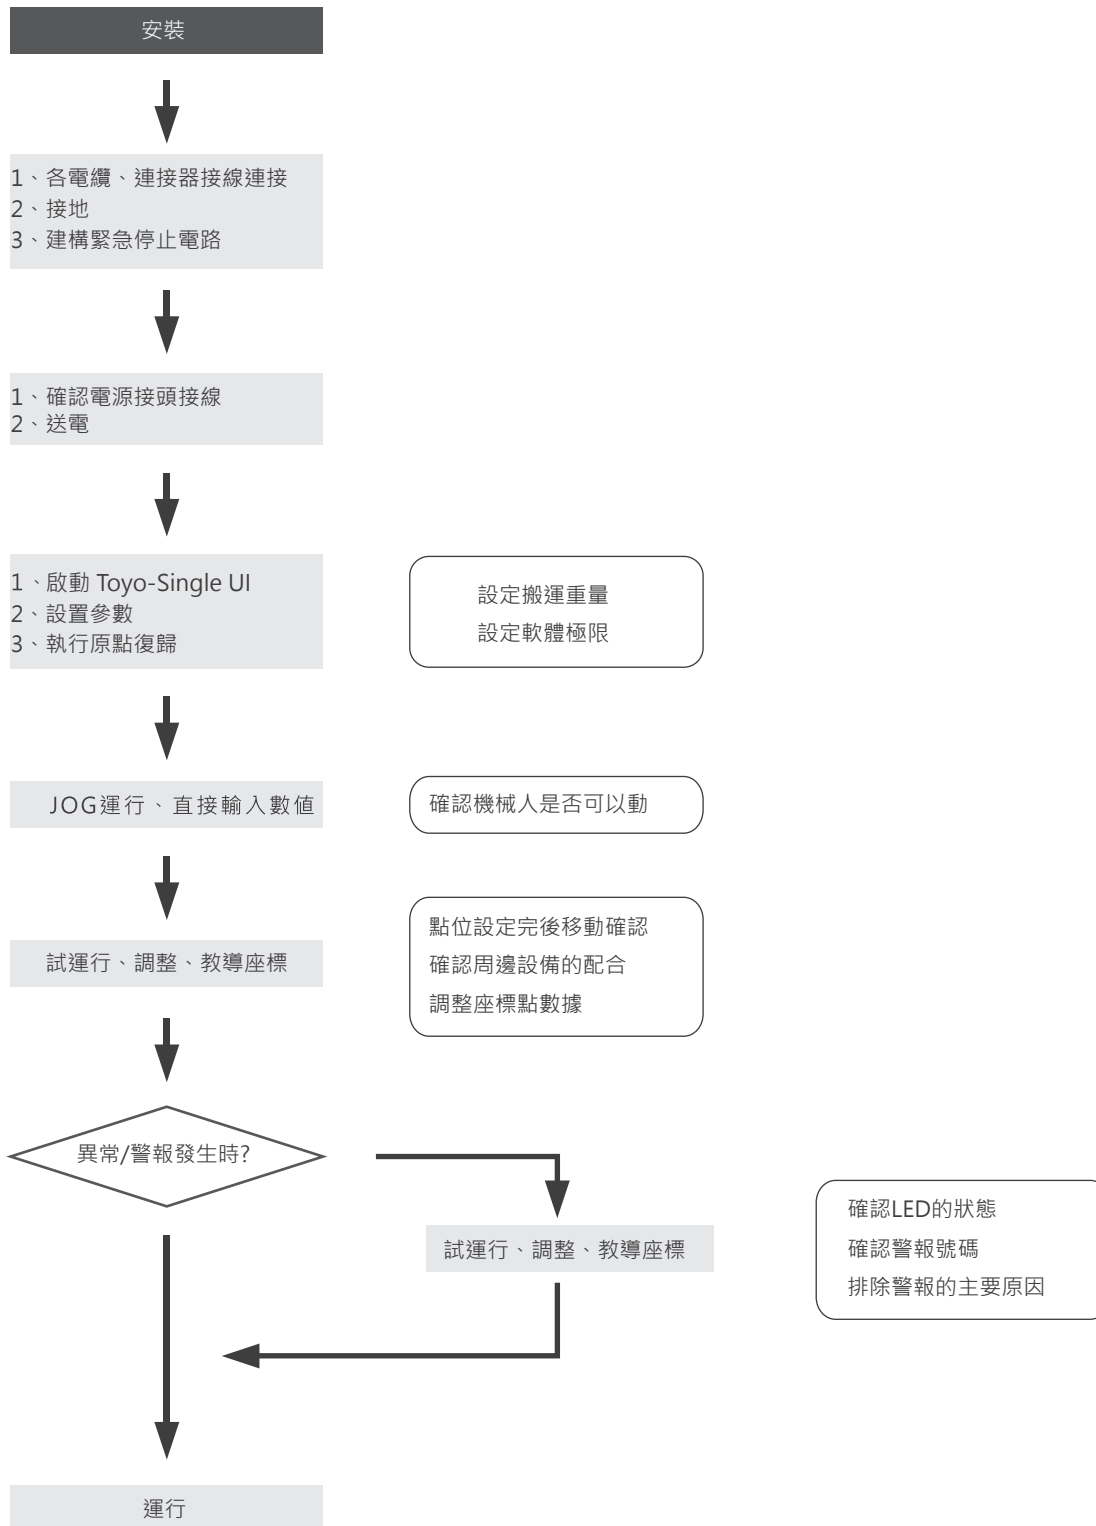 安裝
1、各電纜、連接器接線連接
2、接地
3、建構緊急停止電路
1、確認電源接頭接線
2、送電
1、啟動 Toyo-Single UI
2、設置參數
3、執行原點復歸
設定搬運重量
設定軟體極限
JOG運行、直接輸入數值
確認機械人是否可以動
試運行、調整、教導座標
點位設定完後移動確認
確認周邊設備的配合
調整座標點數據
異常/警報發生時?
試運行、調整、教導座標
確認LED的狀態
確認警報號碼
排除警報的主要原因
運行